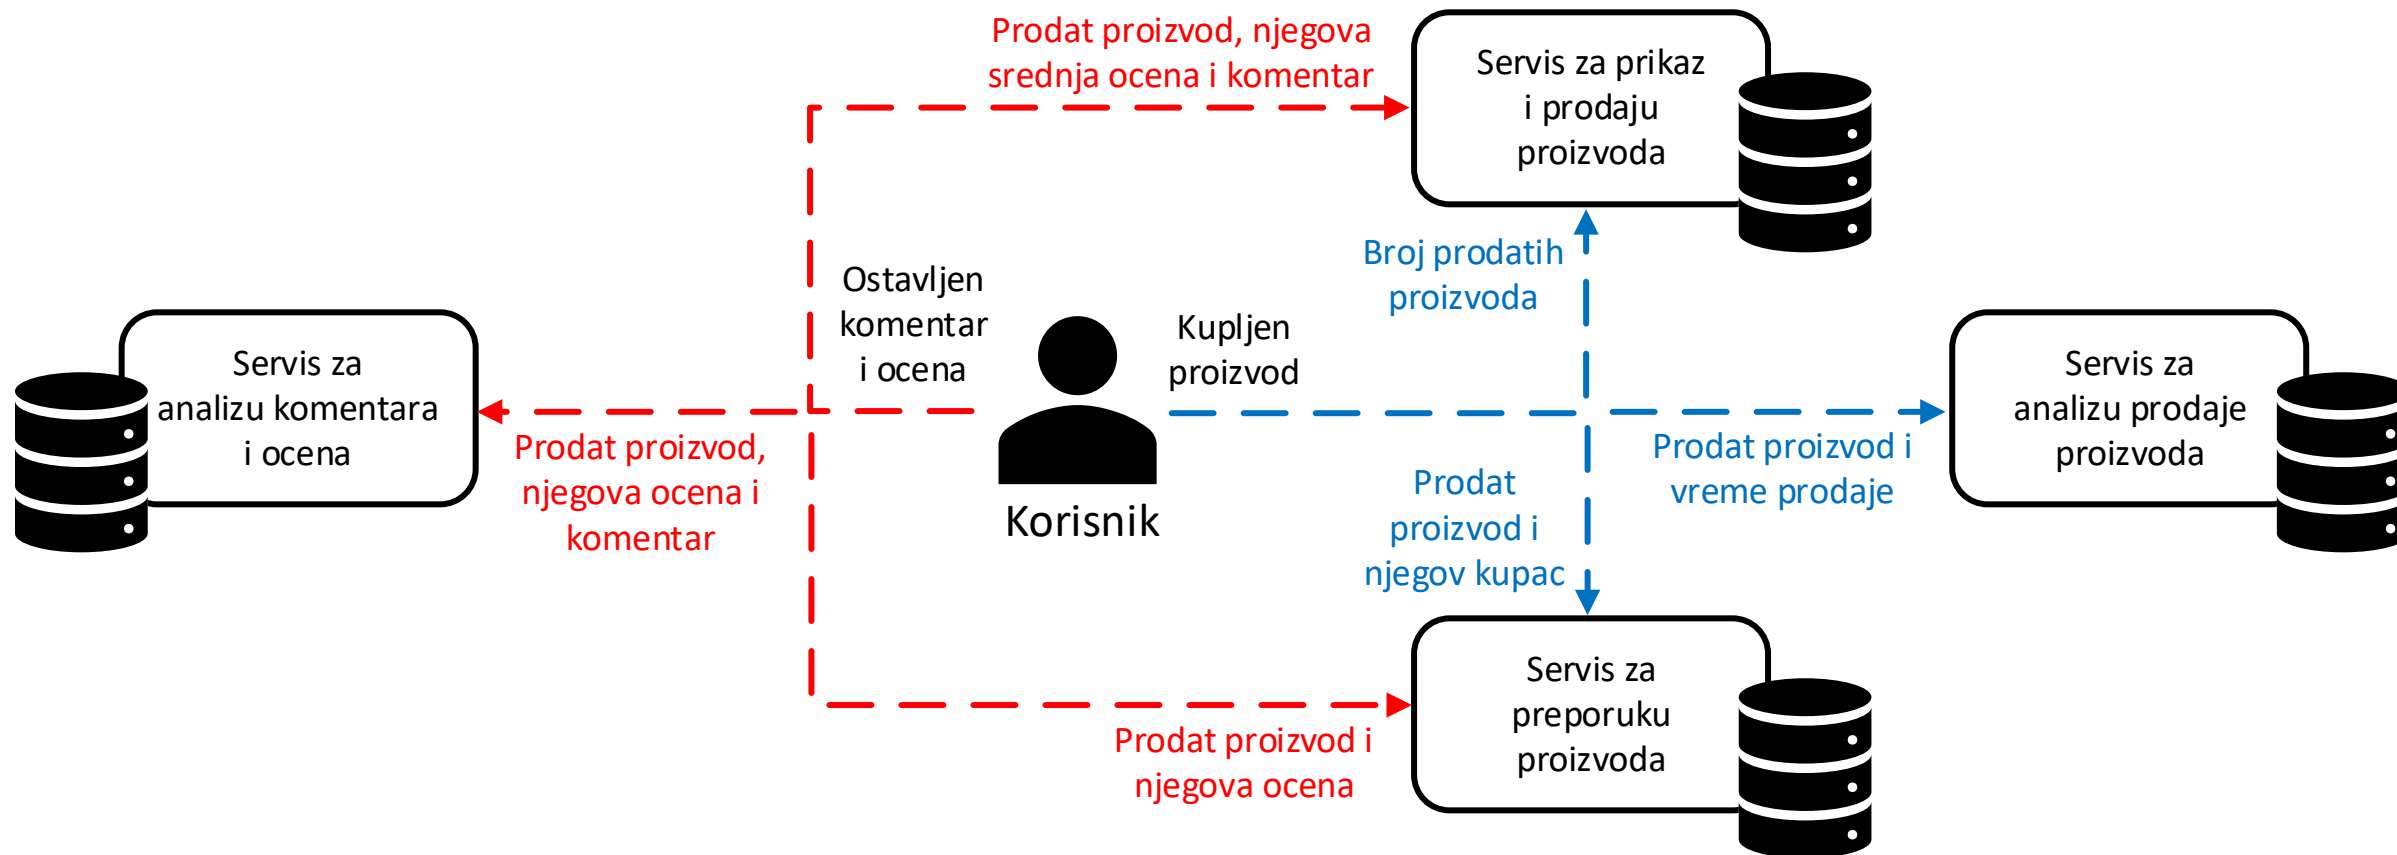 Prodat proizvod, njegova
srednja ocena i komentar
Servis za prikaz
i prodaju
proizvoda
Broj prodatih
proizvoda
Ostavljen
komentar
i ocena
Kupljen
proizvod
Servis za
analizu komentara
i ocena
Servis za
analizu prodaje
proizvoda
Prodat proizvod,
njegova ocena i
komentar
Korisnik
Prodat
proizvod i
njegov kupac
Prodat proizvod i
vreme prodaje
Servis za
preporuku
proizvoda
Prodat proizvod i
njegova ocena